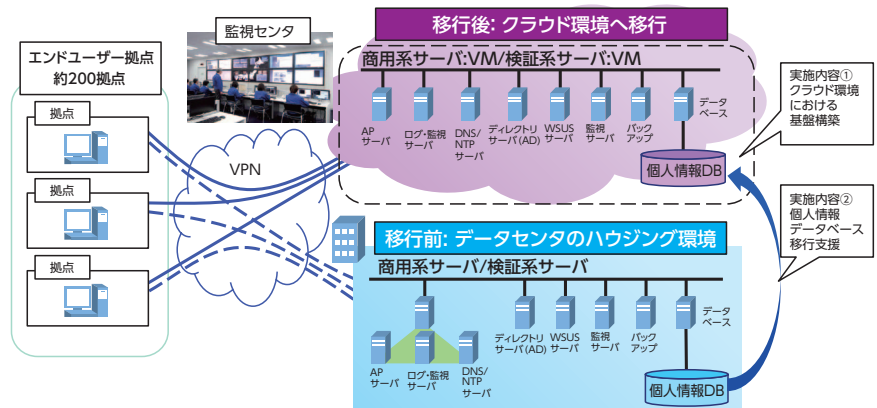 監視センタ
エンドユーザー拠点
約200拠点
拠点
拠点
拠点
VPN
移行後: クラウド環境へ移行
商用系サーバ:VM/検証系サーバ:VM
AP
サーバ
ログ・監視
サーバ
DNS/
NTP
サーバ
ディレクトリ
サーバ(AD)
WSUS
サーバ
監視
サーバ
バック
アップ
データ
ベース
個人情報DB
実施内容①
クラウド環境
における
基盤構築
実施内容②
個人情報
データベース
移行支援
移行前: データセンタのハウジング環境
商用系サーバ/検証系サーバ
AP
サーバ
ログ・監視
サーバ
DNS/
NTP
サーバ
ディレクトリ
サーバ(AD)
WSUS
サーバ
監視
サーバ
バック
アップ
データ
ベース
個人情報DB